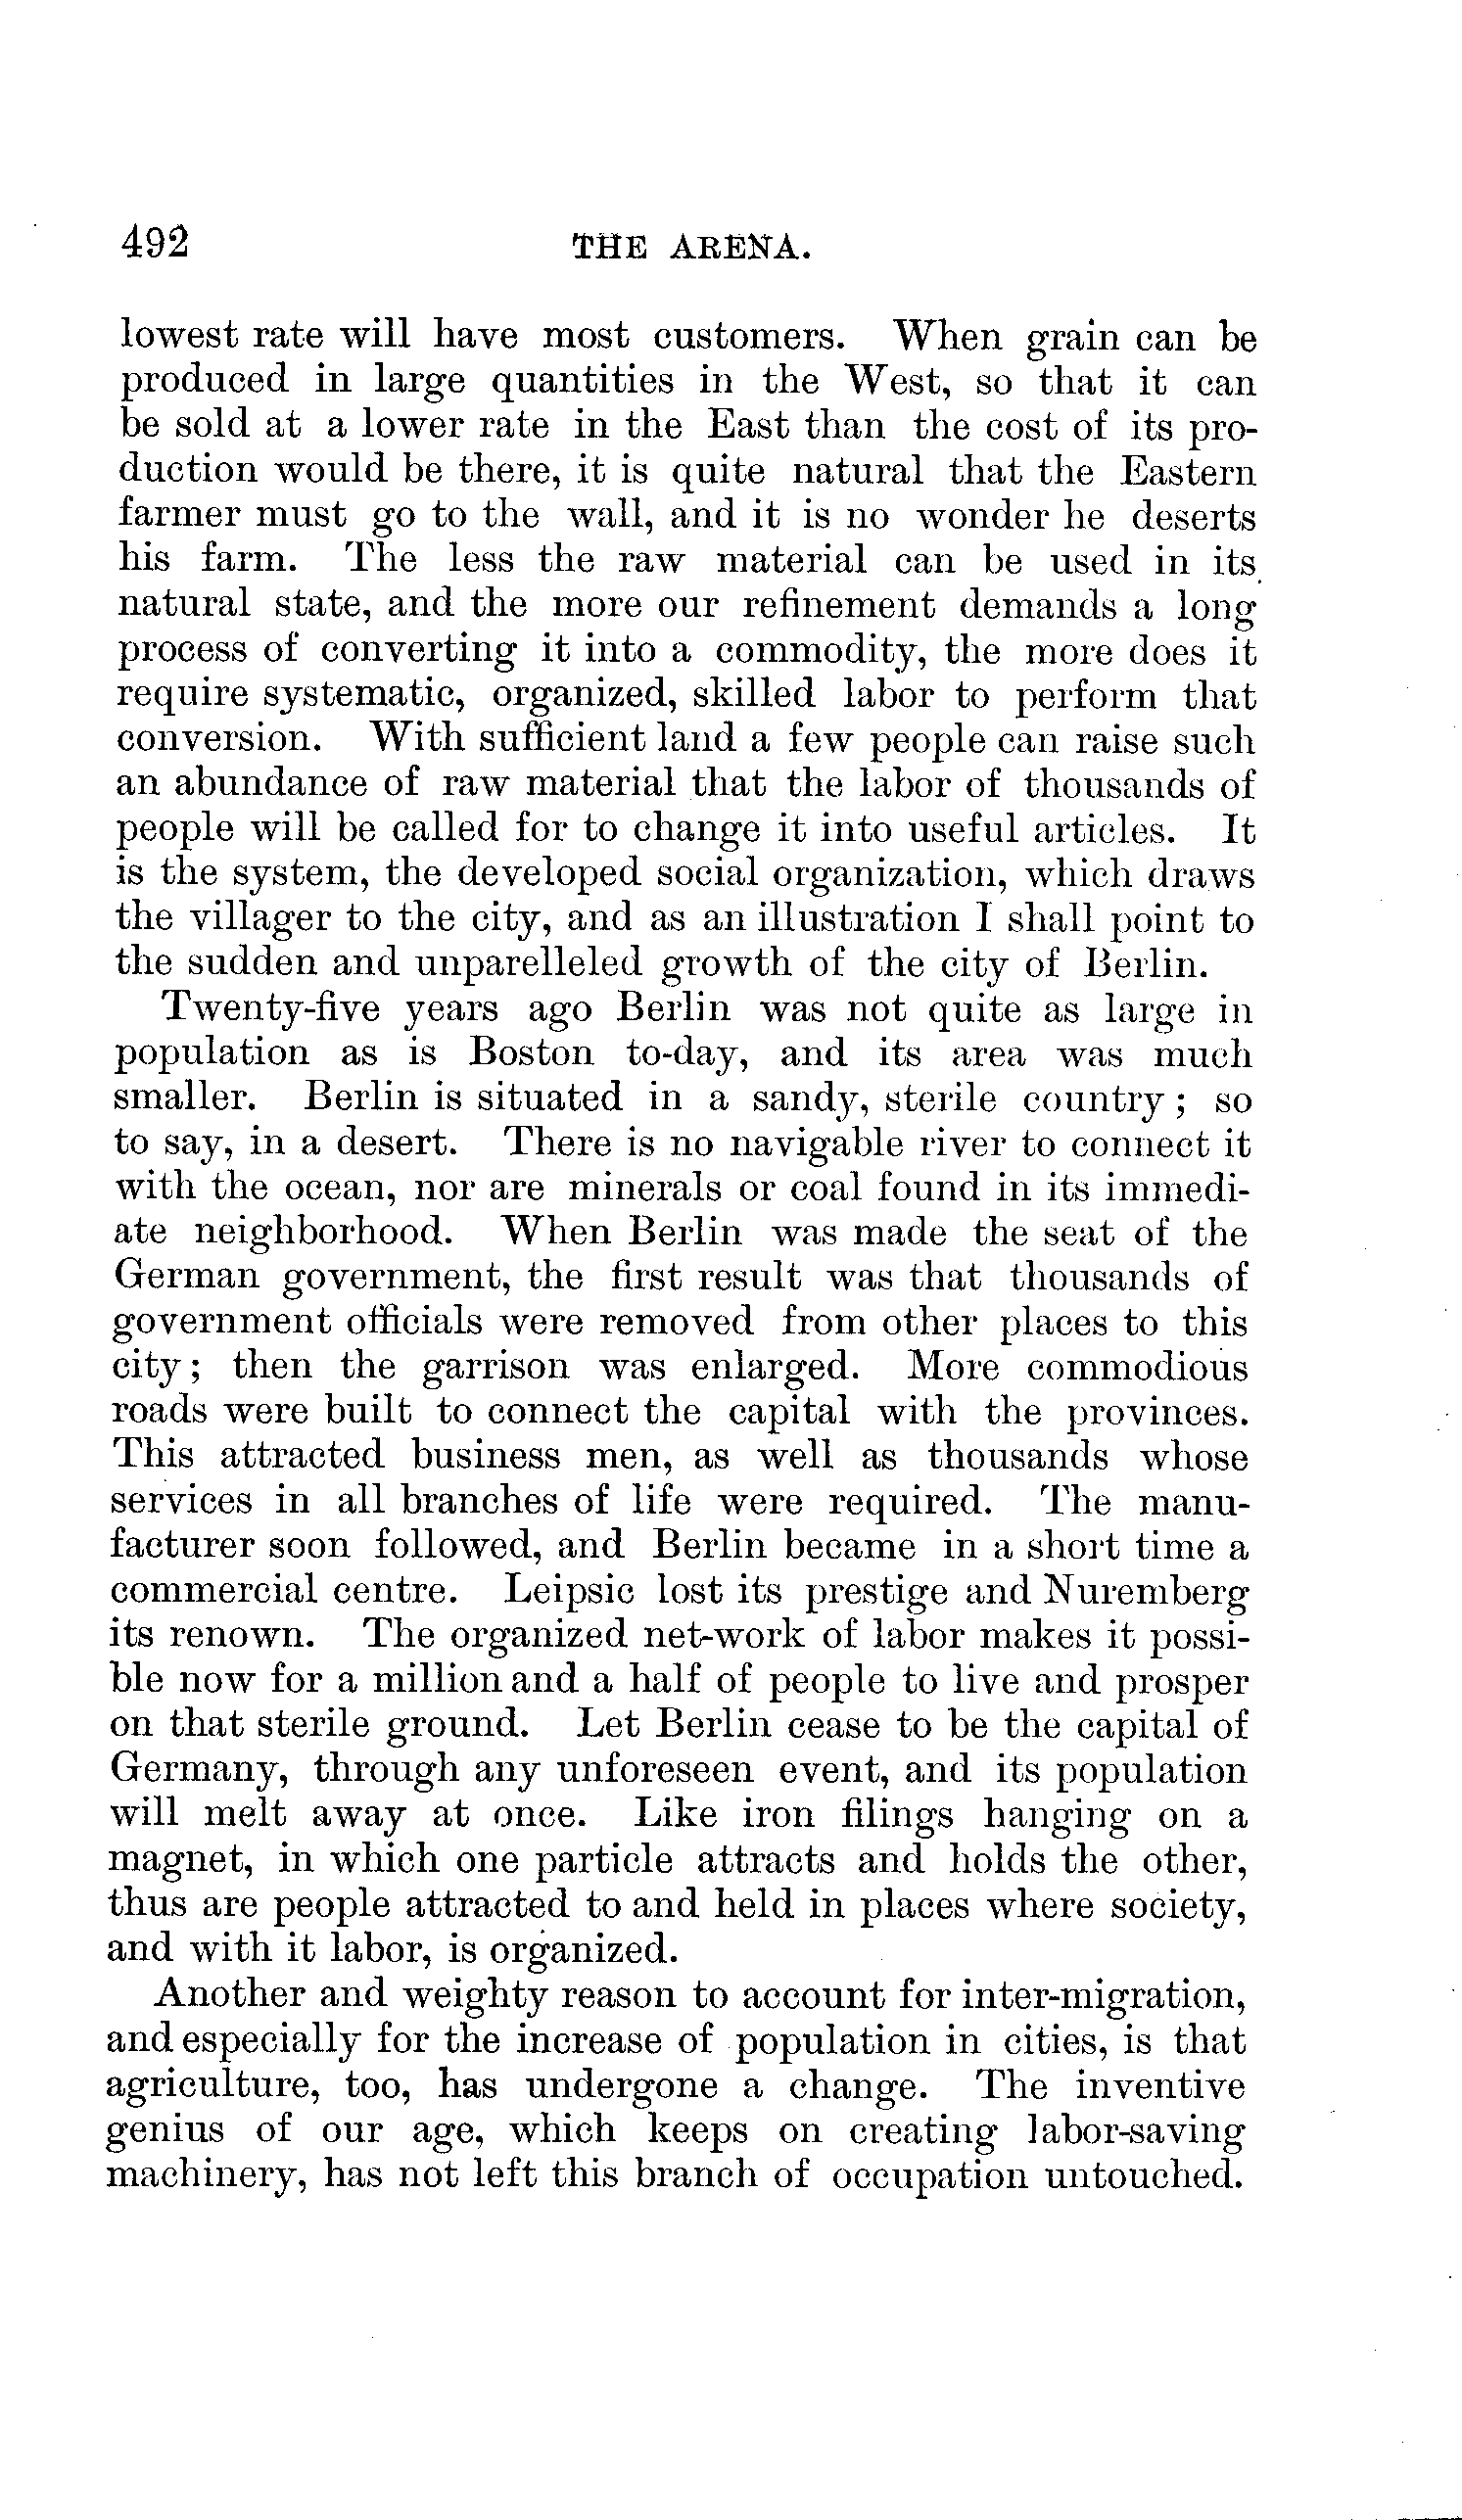 492 THE ARENA.
lowest rate will have most customers. When grain can be
produced in large quantities in the West, so that it can
be sold at a lower rate in the East than the cost of its pro-
duction would be there, it is quite natural that the Eastern
farmer must go to the wall, and it is no wonder he deserts
his farm. The less the raw material can be used in its
natural state, and the more our refinement demands a long
process of converting it into a commodity, the more does it
require systematic, organized, skilled labor to perform that
conversion. With sufficient land a few people can raise such
an abundance of raw material that the labor of thousands of
people will be called for to change it into useful articles. It
is the system, the developed social organization, which draws
the villager to the city, and as an illustration I shall point to
the sudden and unparelleled growth of the city of Berlin.
Twenty-five years ago Berlin was not quite as large in
population as is Boston to-day, and its area was much
smaller. Berlin is situated in a sandy, sterile country; so
to say, in a desert. There is no navigable river to connect it
with the ocean, nor are minerals or coal found in its immedi-
ate neighborhood. When Berlin was made the seat of the
German government, the first result was that thousands of
government officials were removed from other places to this
city; then the garrison was enlarged. More commodious
roads were built to connect the capital with the provinces.
This attracted business men, as well as thousands whose
services in all branches of life were required. The manu-
facturer soon followed, and Berlin became in a short time a
commercial centre. Leipsic lost its prestige and Nuremberg
its renown. The organized net-work of labor makes it possi-
ble now for a million and a half of people to live and prosper
on that sterile ground. Let Berlin cease to be the capital of
Germany, through any unforeseen event, and its population
will melt away at once. Like iron filings hanging on a
magnet, in which one particle attracts and holds the other,
thus are people attracted to and held in places where society,
and with it labor, is organized.
Another and weighty reason to account for inter-migration,
and especially for the increase of population in cities, is that
agriculture, too, has undergone a change. The inventive
genius of our age, which keeps on creating labor-saving
machinery, has not left this branch of occupation untouched.